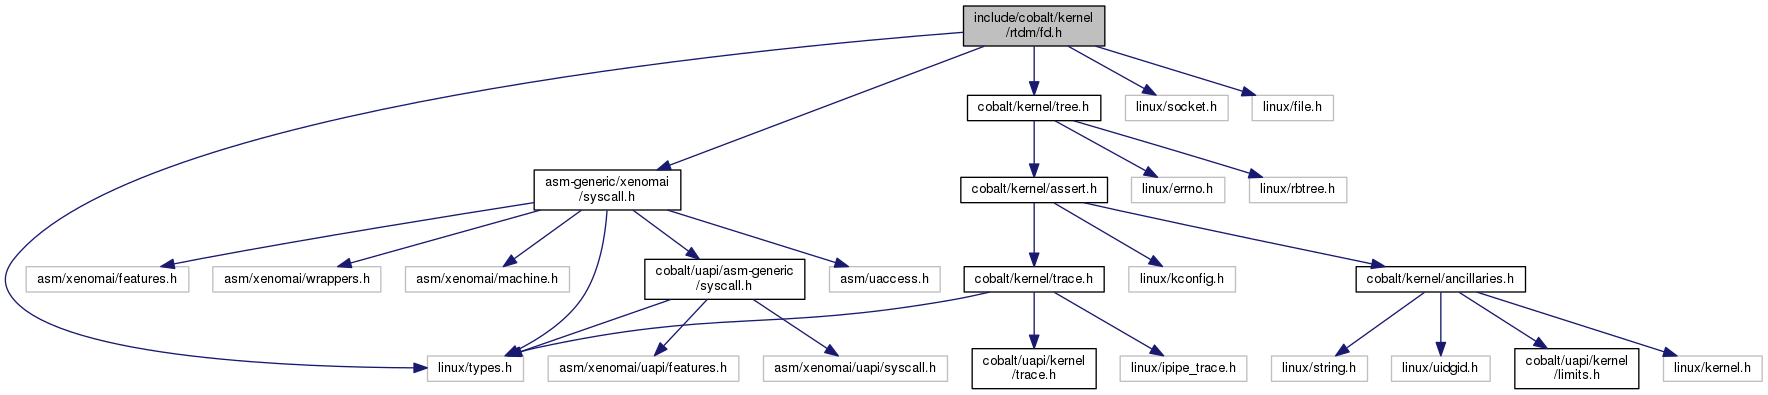 include/cobalt/kernel
/rtdm/fd.h
cobalt/kernel/tree.h
linux/socket.h
linux/file.h
asm-generic/xenomai
/syscall.h
cobalt/kernel/assert.h
linux/errno.h
linux/rbtree.h
asm/xenomai/features.h
asm/xenomai/wrappers.h
asm/xenomai/machine.h
cobalt/uapi/asm-generic
/syscall.h
asm/uaccess.h
cobalt/kernel/trace.h
linux/kconfig.h
cobalt/kernel/ancillaries.h
linux/types.h
asm/xenomai/uapi/features.h
asm/xenomai/uapi/syscall.h
cobalt/uapi/kernel
/trace.h
linux/ipipe_trace.h
linux/string.h
linux/uidgid.h
cobalt/uapi/kernel
/limits.h
linux/kernel.h